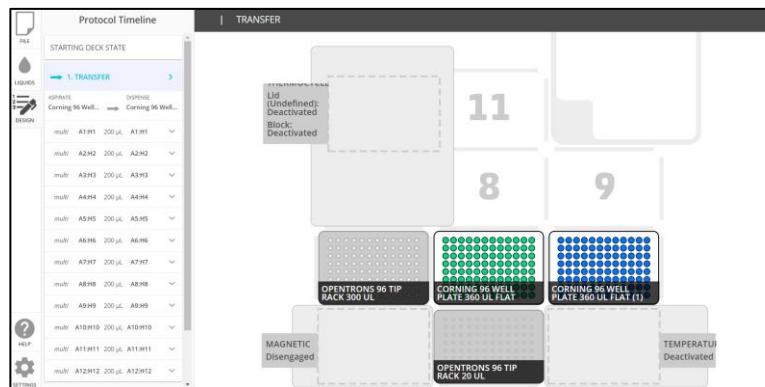 Protocol Timeline
| TRANSFER
FILE
LIQUIDS
1
2
3
DESIGN
HELP
SETTINGS
STARTING DECK STATE
1. TRANSFER
ASPIRATE DISPENSE
Corning 96 Well... Corning 96 Well...
multi A1:H1 200 µL A1:H1
multi A2:H2 200 µL A2:H2
multi A3:H3 200 µL A3:H3
multi A4:H4 200 µL A4:H4
multi A5:H5 200 µL A5:H5
multi A6:H6 200 µL A6:H6
multi A7:H7 200 µL A7:H7
multi A8:H8 200 µL A8:H8
multi A9:H9 200 µL A9:H9
multi A10:H10 200 µL A10:H10
multi A11:H11 200 µL A11:H11
multi A12:H12 200 µL A12:H12
THERMOCYCLE
Lid
(Undefined):
Deactivated
Block:
Deactivated
11
8
9
OPENTRONS 96 TIP
RACK 300 UL
CORNING 96 WELL
PLATE 360 UL FLAT
CORNING 96 WELL
PLATE 360 UL FLAT (1)
MAGNETIC
Disengaged
OPENTRONS 96 TIP
RACK 20 UL
TEMPERATU
Deactivated